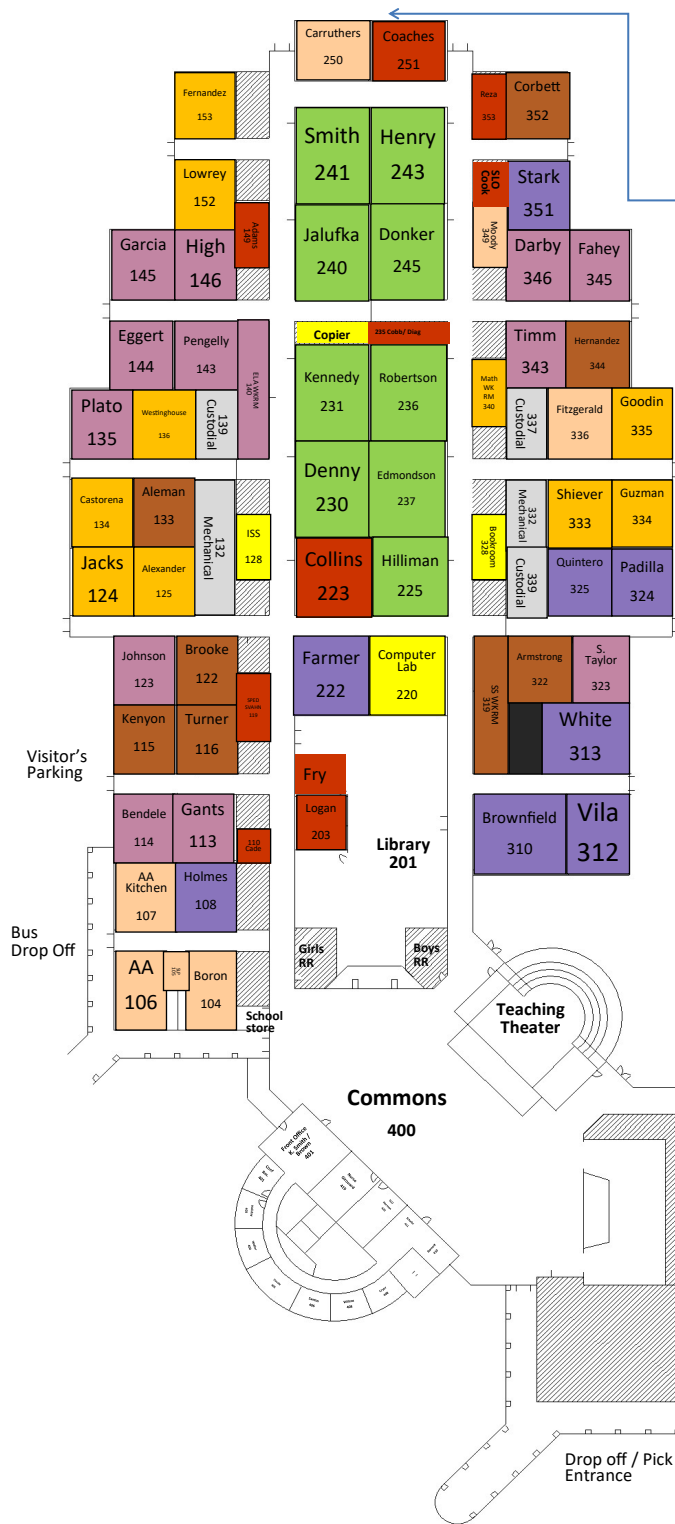 Carruthers
250
Coaches
251
Fernandez
153
Reza
353
Corbett
352
Smith
241
Henry
243
Lowrey
152
SLO
Cook
Stark
351
Adams
149
Moody
349
Garcia
145
High
146
Jalufka
240
Donker
245
Darby
346
Fahey
345
Eggert
144
Pengelly
143
ELA WKRM
140
Copier
235 Cobb/ Diag
Timm
343
Hernandez
344
Kennedy
231
Robertson
236
Math
WK
RM
340
Plato
135
Westinghouse
136
139
Custodial
337
Custodial
Fitzgerald
336
Goodin
335
Castorena
134
Aleman
133
132
Mechanical
Denny
230
Edmondson
237
332
Mechanical
Shiever
333
Guzman
334
ISS
128
Bookroom
328
Jacks
124
Alexander
125
Collins
223
Hilliman
225
339
Custodial
Quintero
325
Padilla
324
Johnson
123
Brooke
122
Farmer
222
Computer
Lab
220
SS WKRM
319
Armstrong
322
S.
Taylor
323
SPED
SVAHN
119
Kenyon
115
Turner
116
White
313
Visitor's
Parking
Fry
Bendele
114
Gants
113
110
Cade
Logan
203
Library
201
Brownfield
310
Vila
312
AA
Kitchen
107
Holmes
108
Bus
Drop Off
Girls
RR
Boys
RR
AA
106
Boron
104
School
store
Teaching
Theater
Commons
400
Front Office
K. Smith /
Brown
401
Drop off / Pick
Entrance